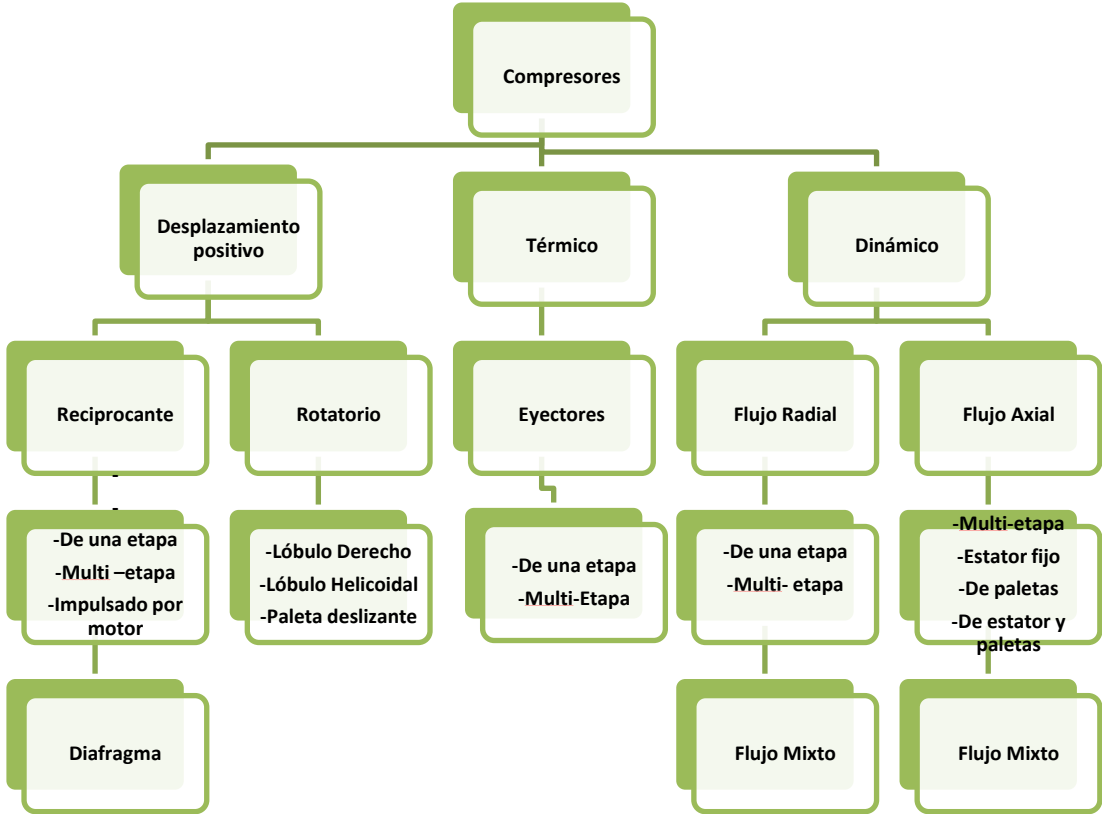 Compresores
Desplazamiento
positivo
Térmico
Dinámico
Reciprocante
Rotatorio
Eyectores
Flujo Radial
Flujo Axial
-
-
-De una etapa
-Multi –etapa
-Impulsado por
motor
-Lóbulo Derecho
-Lóbulo Helicoidal
-Paleta deslizante
-De una etapa
-Multi-Etapa
-De una etapa
-Multi- etapa
-Multi-etapa
-Estator fijo
-De paletas
-De estator y
paletas
Diafragma
Flujo Mixto
Flujo Mixto